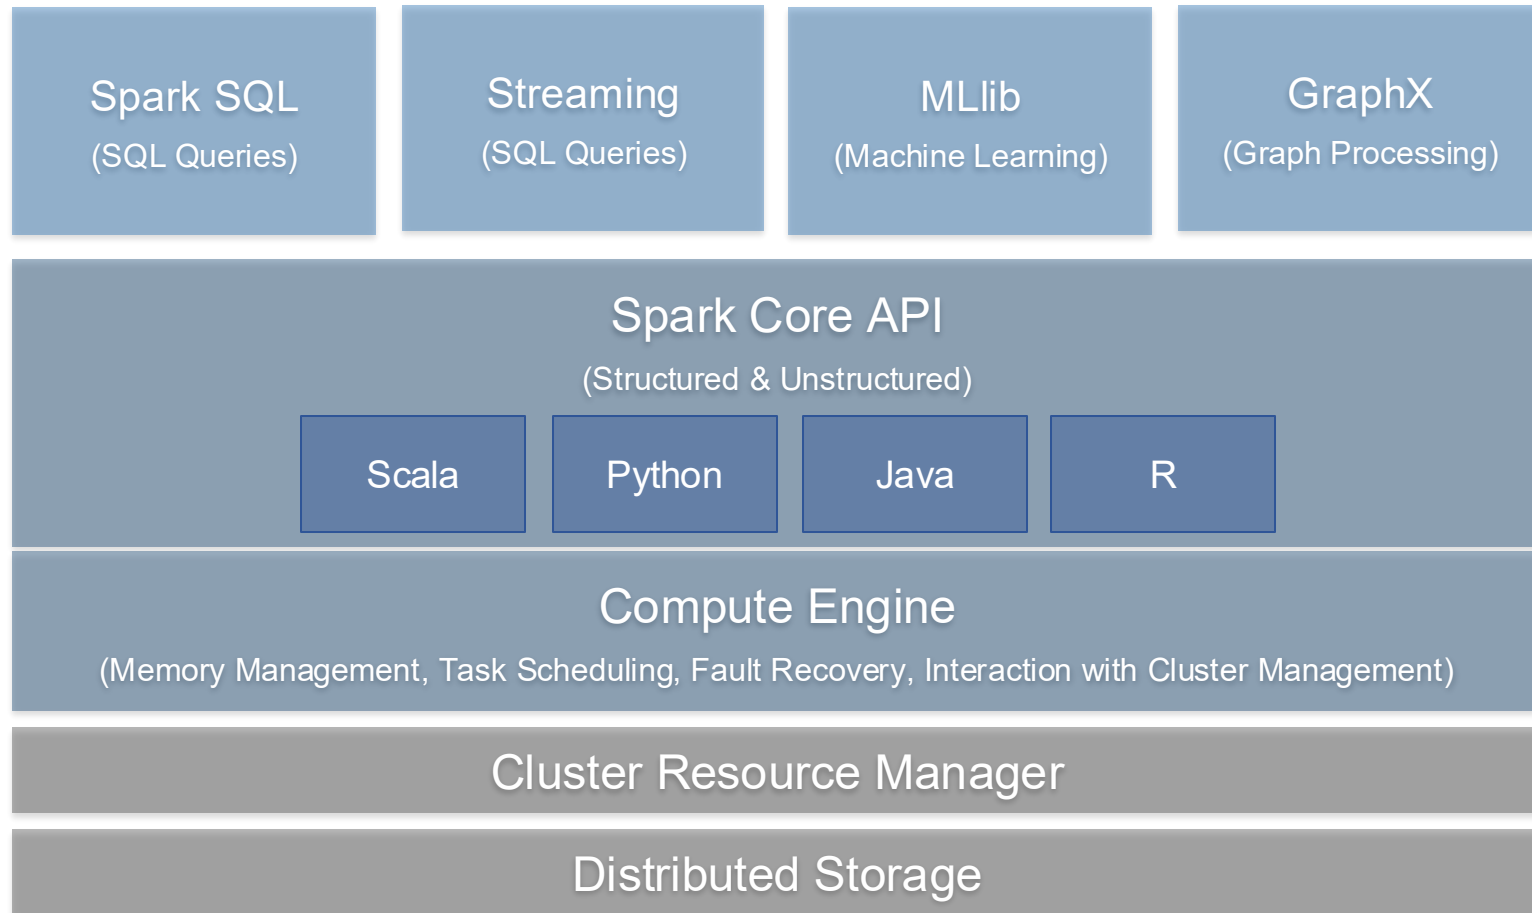 Spark SQL
(SQL Queries)
Streaming
(SQL Queries)
MLlib
(Machine Learning)
GraphX
(Graph Processing)
Spark Core API
(Structured & Unstructured)
Scala
Python
Java
R
Compute Engine
(Memory Management, Task Scheduling, Fault Recovery, Interaction with Cluster Management)
Cluster Resource Manager
Distributed Storage